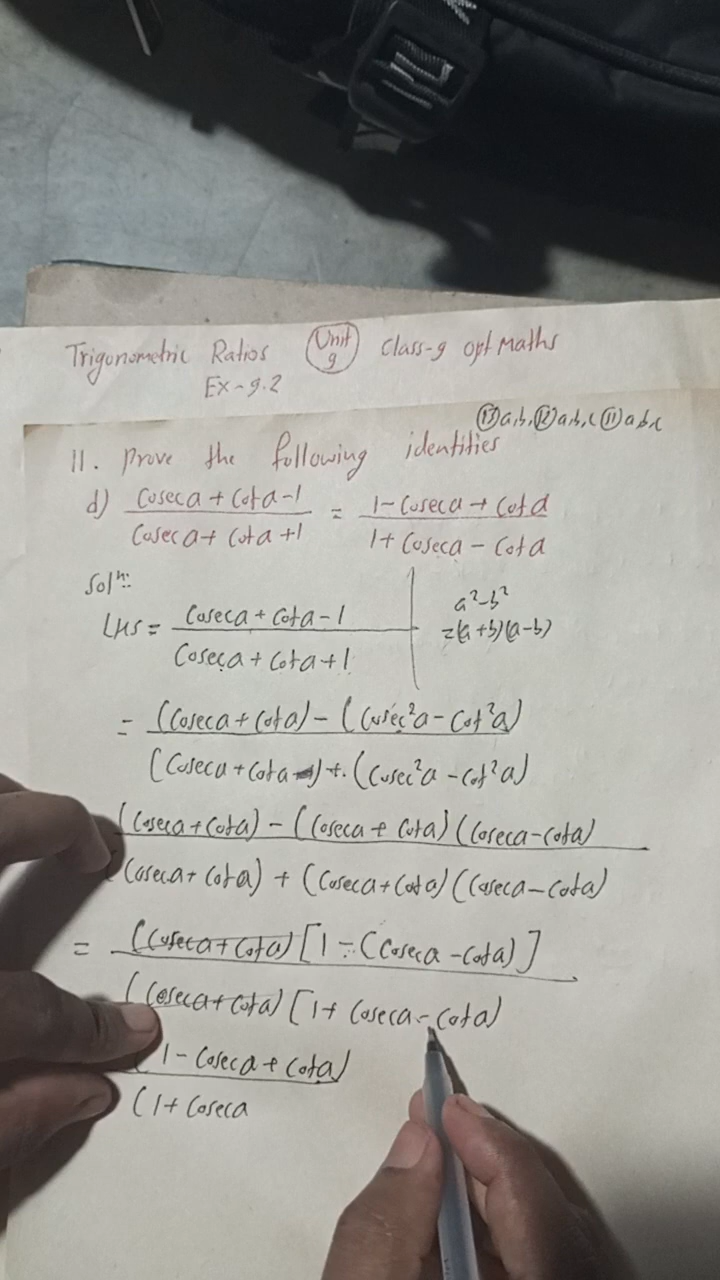 Trigonometric Ratios Unit 9 Class-9 opt Maths
Ex-9.2
⑬a,b,⑫a,b,c⑪a,b,c
11. prove the following identities
d) Coseca + Cota - 1 / Coseca + Cota + 1 = 1 - Coseca + Cota / 1 + Coseca - Cota
Solⁿ:
LHS = Coseca + Cota - 1 / Coseca + Cota + 1
a²-b²
=(a+b)(a-b)
= (Coseca + Cota) - (Cosec²a - Cot²a) / (Coseca + Cota) + (Cosec²a - Cot²a)
(Coseca + Cota) - (Coseca + Cota) (Coseca - Cota) / (Coseca + Cota) + (Coseca + Cota) (Coseca - Cota)
= (Coseca + Cota) [1 - (Coseca - Cota)] / (Coseca + Cota) [1 + Coseca - Cota)
(1 - Coseca + Cota) / (1 + Coseca